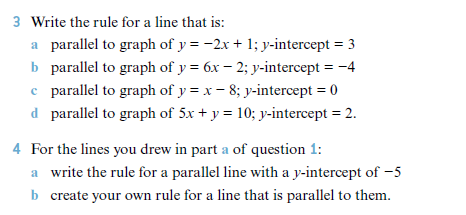 3 Write the rule for a line that is:
a parallel to graph of y = −2x + 1; y-intercept = 3
b parallel to graph of y = 6x − 2; y-intercept = −4
c parallel to graph of y = x − 8; y-intercept = 0
d parallel to graph of 5x + y = 10; y-intercept = 2.
4 For the lines you drew in part a of question 1:
a write the rule for a parallel line with a y-intercept of −5
b create your own rule for a line that is parallel to them.